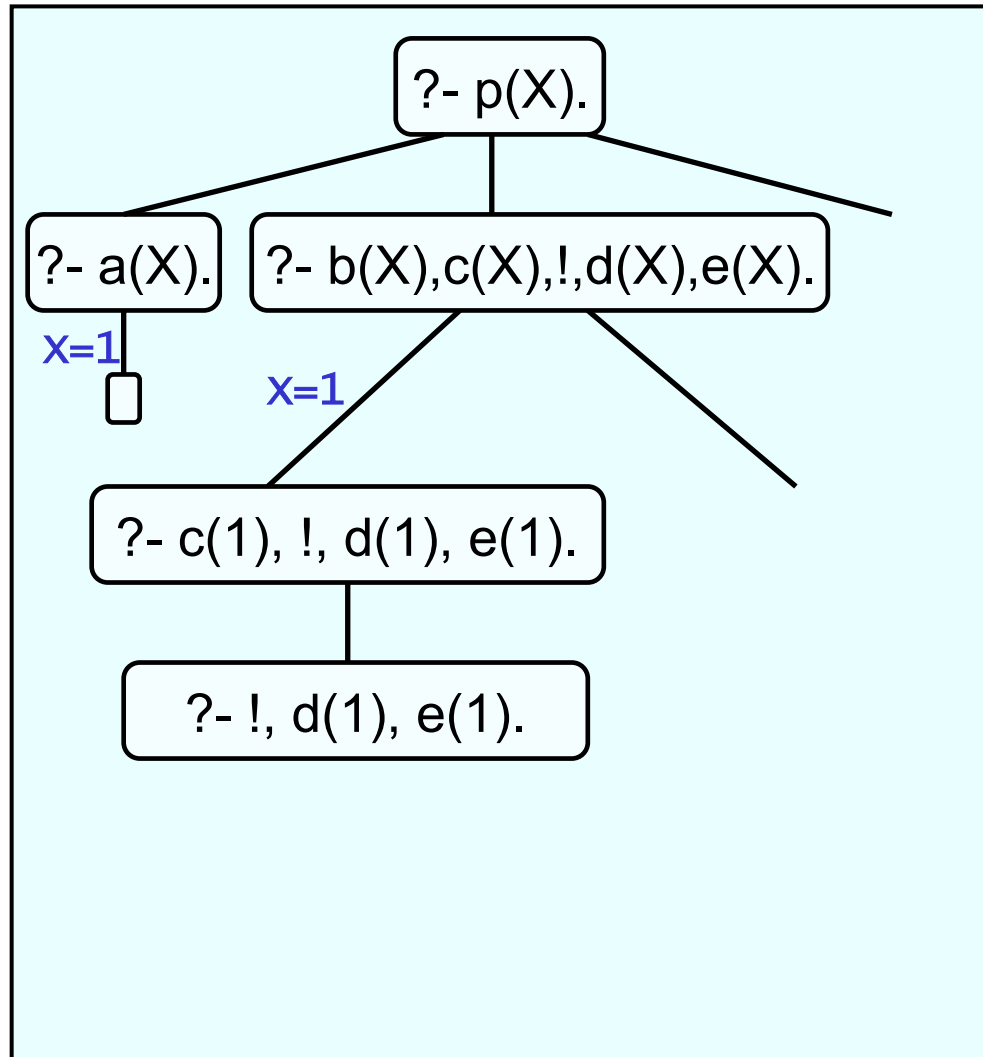 ?- p(X).
?- a(X).
?- b(X),c(X),!,d(X),e(X).
X=1
X=1
?- c(1), !, d(1), e(1).
?- !, d(1), e(1).